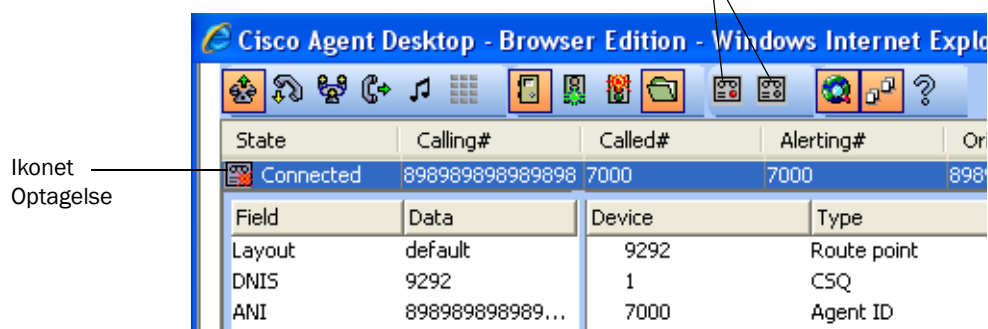 Cisco Agent Desktop - Browser Edition - Windows Internet Explo
State Calling# Called# Alerting# Ori
Ikonet
Optagelse
Connected 898989898989898 7000 7000 898
Field Data Device Type
Layout default 9292 Route point
DNIS 9292 1 CSQ
ANI 898989898989... 7000 Agent ID